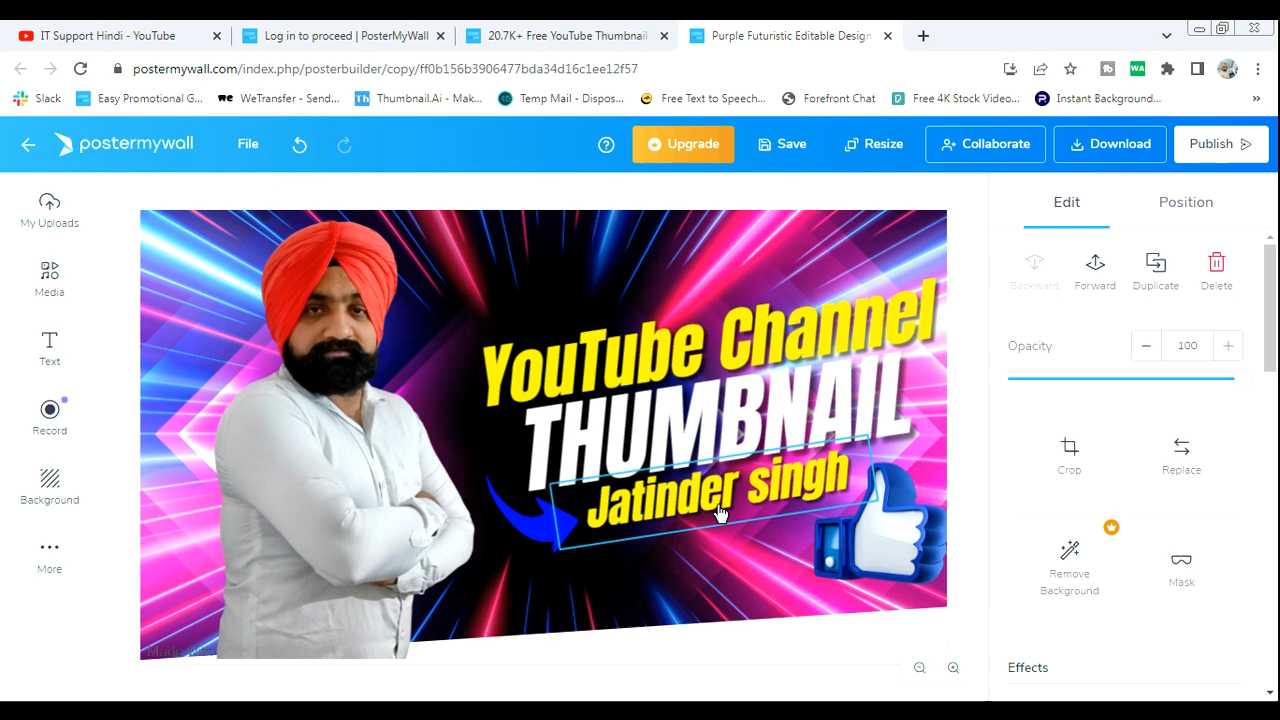 IT Support Hindi - YouTube
Log in to proceed | PosterMyWall
20.7K+ Free YouTube Thumbnail
Purple Futuristic Editable Design
postermywall.com/index.php/posterbuilder/copy/ff0b156b3906477bda34d16c1ee12f57
Slack
Easy Promotional G...
WeTransfer - Send...
Thumbnail.Ai - Mak...
Temp Mail - Dispos...
Free Text to Speech...
Forefront Chat
Free 4K Stock Video...
Instant Background...
postermywall
File
Upgrade
Save
Resize
Collaborate
Download
Publish
My Uploads
Media
Text
Record
Background
More
YouTube Channel
THUMBNAIL
Jatinder singh
Edit
Position
Backward
Forward
Duplicate
Delete
Opacity
100
Crop
Replace
Remove
Background
Mask
Effects